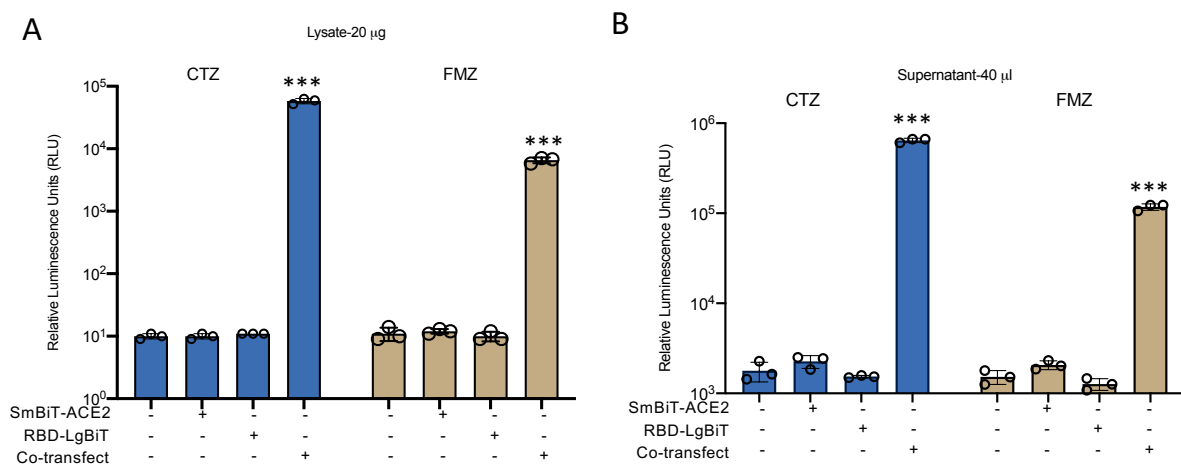 A
Lysate-20 μg
CTZ
FMZ
***
***
Relative Luminescence Units (RLU)
10⁵
10⁴
10³
10²
10¹
10⁰
SmBiT-ACE2 - + - - - + - -
RBD-LgBiT - - + - - - + -
Co-transfect - - - + - - - +
B
Supernatant-40 μl
CTZ
FMZ
***
***
Relative Luminescence Units (RLU)
10⁶
10⁵
10⁴
10³
SmBiT-ACE2 - + - - - + - -
RBD-LgBiT - - + - - - + -
Co-transfect - - - + - - - +